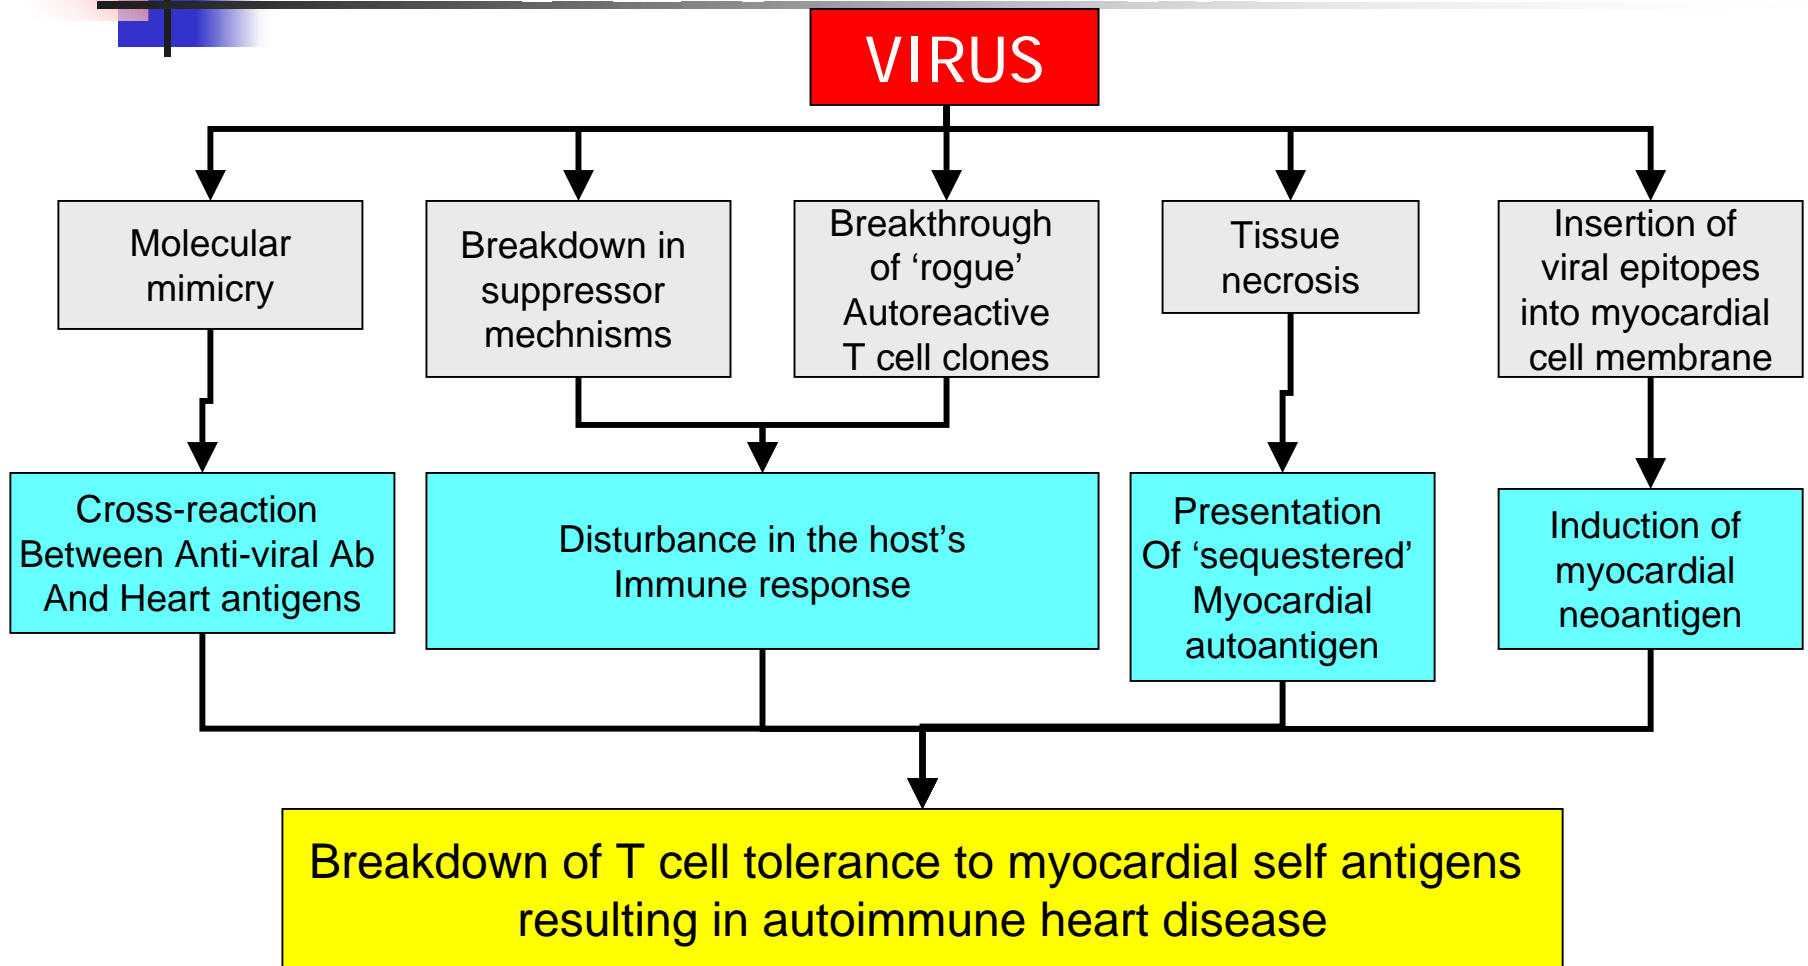 VIRUS
Molecular
mimicry
Breakdown in
suppressor
mechnisms
Breakthrough
of ‘rogue’
Autoreactive
T cell clones
Tissue
necrosis
Insertion of
viral epitopes
into myocardial
cell membrane
Cross-reaction
Between Anti-viral Ab
And Heart antigens
Disturbance in the host’s
Immune response
Presentation
Of ‘sequestered’
Myocardial
autoantigen
Induction of
myocardial
neoantigen
Breakdown of T cell tolerance to myocardial self antigens
resulting in autoimmune heart disease